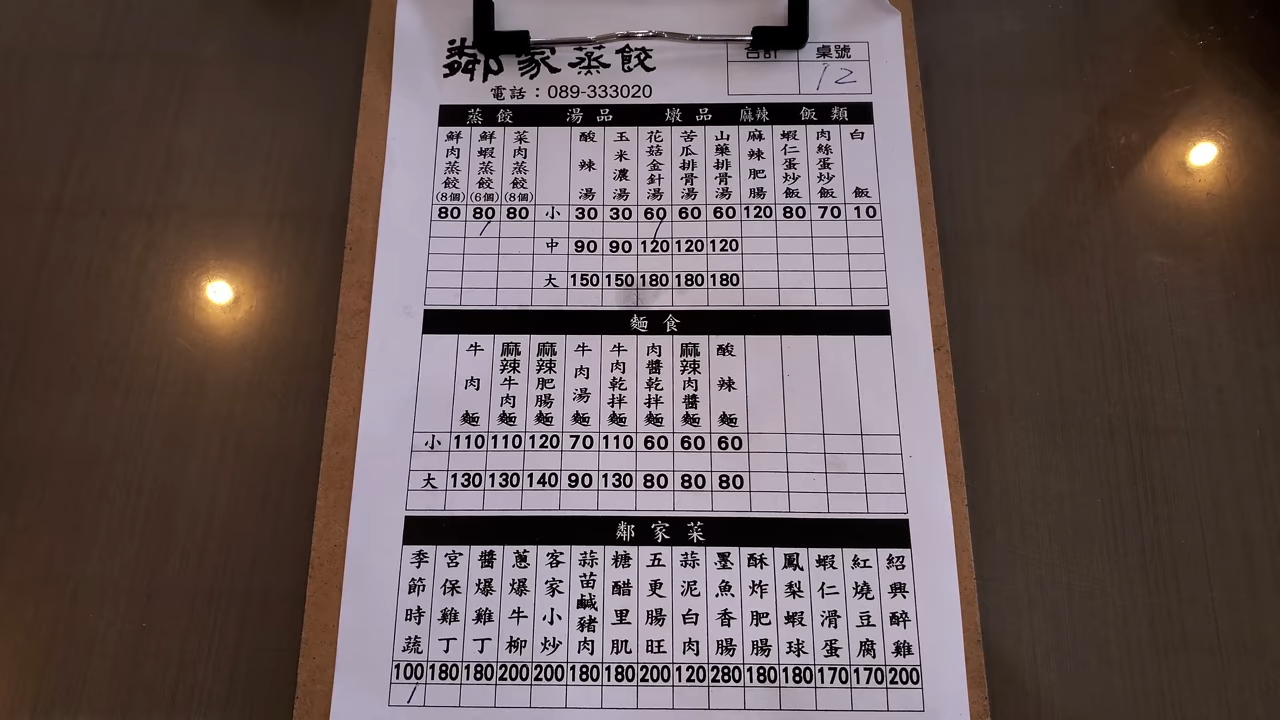 鄰家蒸餃
合計 桌號
12
電話：089-333020
蒸餃 湯品 燉品 麻辣 飯類
鮮肉蒸餃(8個) 鮮蝦蒸餃(6個) 菜肉蒸餃(8個) 酸辣湯 玉米濃湯 花菇金針湯 苦瓜排骨湯 山藥排骨湯 麻辣肥腸 蝦仁蛋炒飯 肉絲蛋炒飯 白飯
80 80 80 小 30 30 60 60 60 120 80 70 10
/ /
中 90 90 120 120 120
大 150 150 180 180 180
麵食
牛肉麵 麻辣牛肉麵 麻辣肥腸麵 牛肉湯麵 牛肉乾拌麵 肉醬乾拌麵 麻辣肉醬麵 酸辣麵
小 110 110 120 70 110 60 60 60
大 130 130 140 90 130 80 80 80
鄰家菜
季節時蔬 宮保雞丁 醬爆雞丁 蔥爆牛柳 客家小炒 蒜苗鹹豬肉 糖醋里肌 五更腸旺 蒜泥白肉 墨魚香腸 酥炸肥腸 鳳梨蝦球 蝦仁滑蛋 紅燒豆腐 紹興醉雞
100 180 180 200 200 180 180 200 120 280 180 180 170 170 200
/